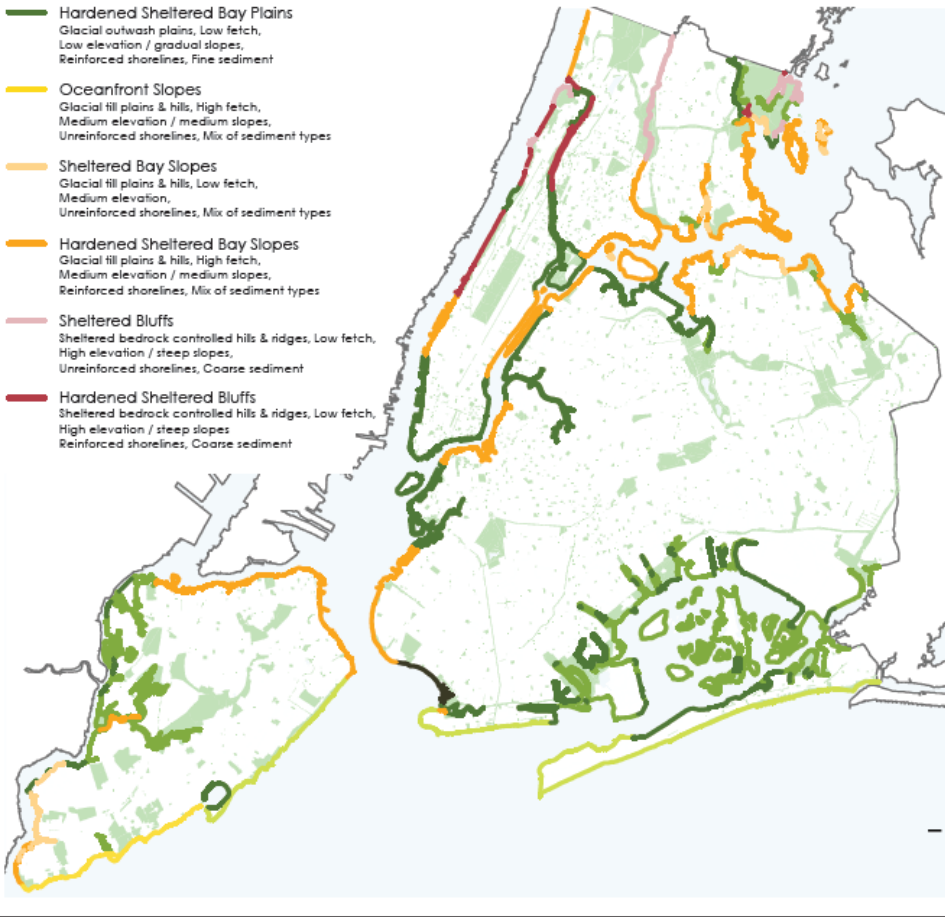 Hardened Sheltered Bay Plains
Glacial outwash plains, Low fetch,
Low elevation / gradual slopes,
Reinforced shorelines, Fine sediment
Oceanfront Slopes
Glacial till plains & hills, High fetch,
Medium elevation / medium slopes,
Unreinforced shorelines, Mix of sediment types
Sheltered Bay Slopes
Glacial till plains & hills, Low fetch,
Medium elevation,
Unreinforced shorelines, Mix of sediment types
Hardened Sheltered Bay Slopes
Glacial till plains & hills, High fetch,
Medium elevation / medium slopes,
Reinforced shorelines, Mix of sediment types
Sheltered Bluffs
Sheltered bedrock controlled hills & ridges, Low fetch,
High elevation / steep slopes,
Unreinforced shorelines, Coarse sediment
Hardened Sheltered Bluffs
Sheltered bedrock controlled hills & ridges, Low fetch,
High elevation / steep slopes
Reinforced shorelines, Coarse sediment